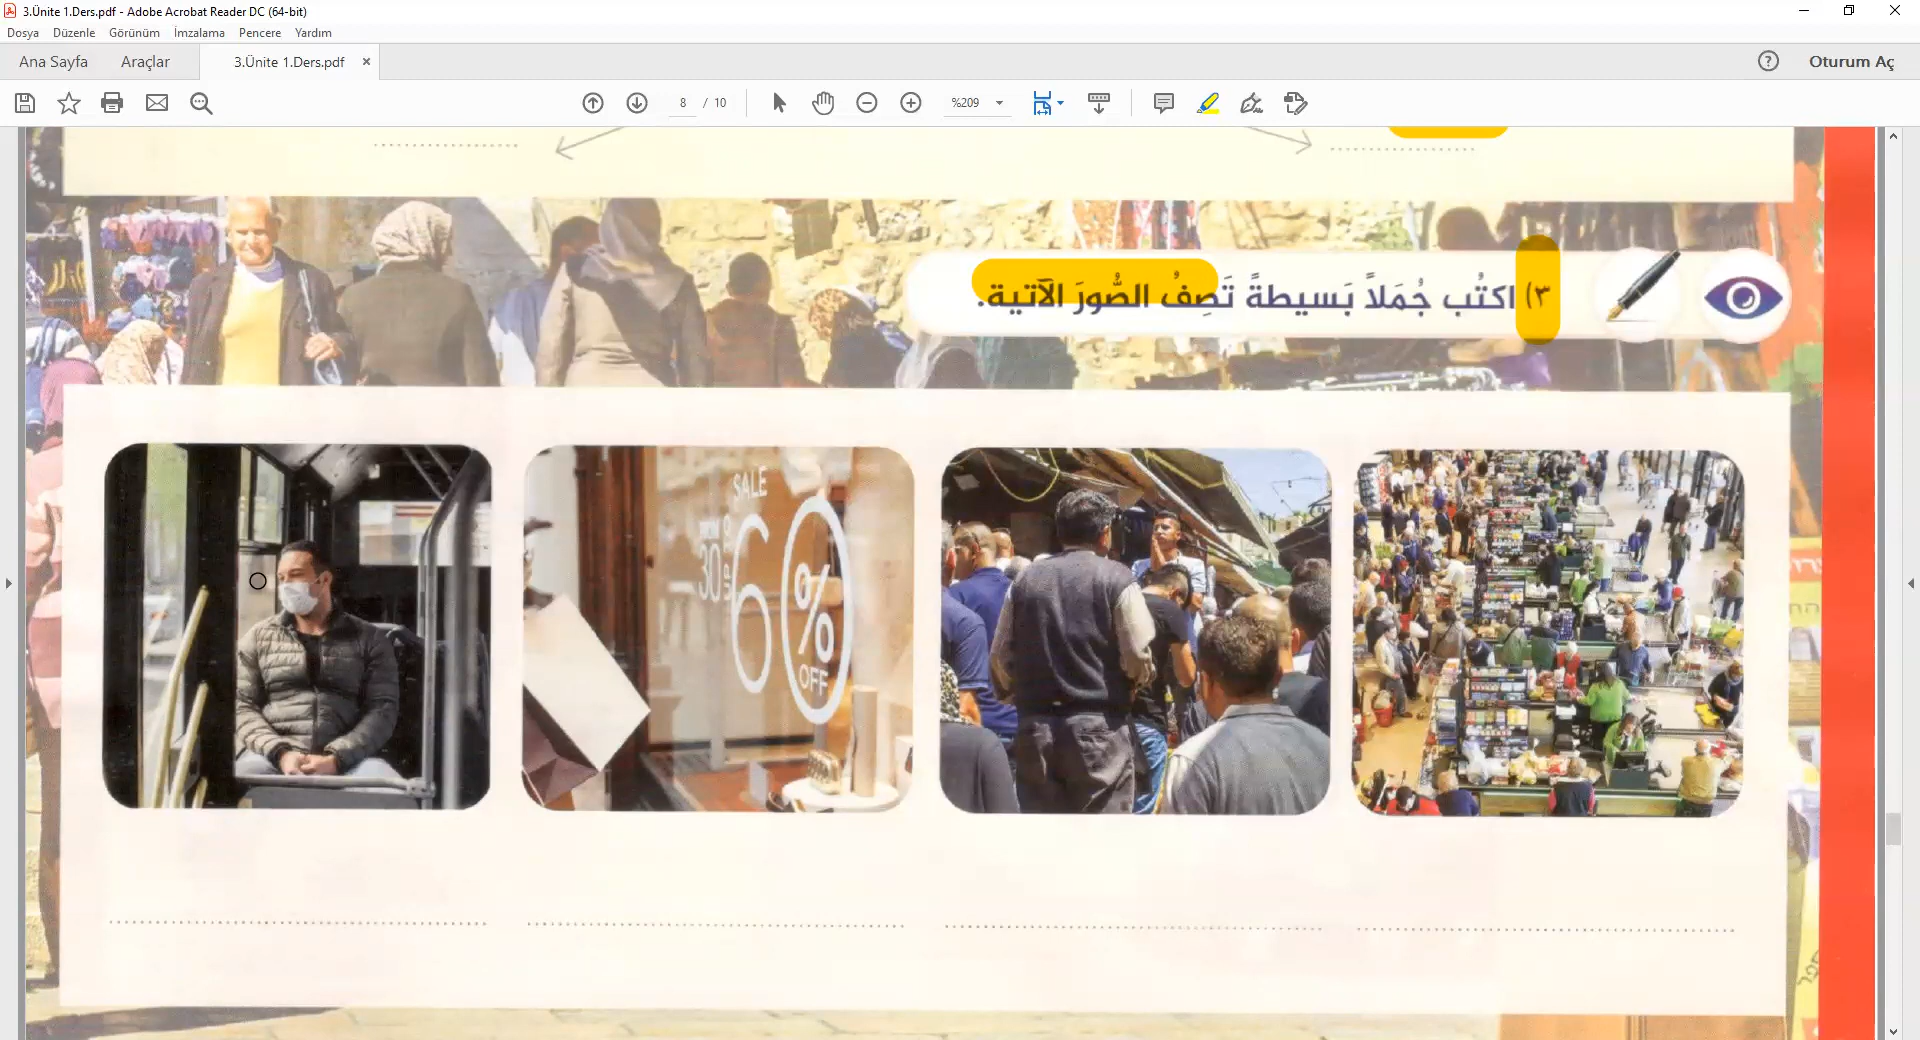 3.Ünite 1.Ders.pdf - Adobe Acrobat Reader DC (64-bit)
Dosya Düzenle Görünüm İmzalama Pencere Yardım
Ana Sayfa Araçlar 3.Ünite 1.Ders.pdf Oturum Aç
8 / 10 %209
٣) اكتُب جُمَلاً بَسيطةً تَصِفُ الصُّورَ الآتية.
SALE
30
60%
OFF